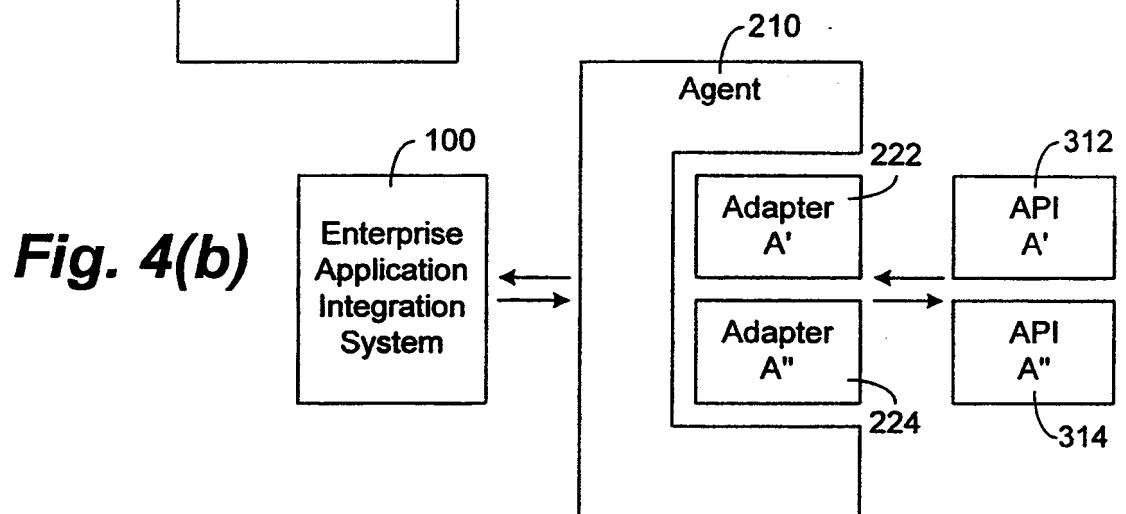 210
Agent
100
222
312
Adapter
A'
API
A'
Fig. 4(b)
Enterprise
Application
Integration
System
Adapter
A"
API
A"
224
314